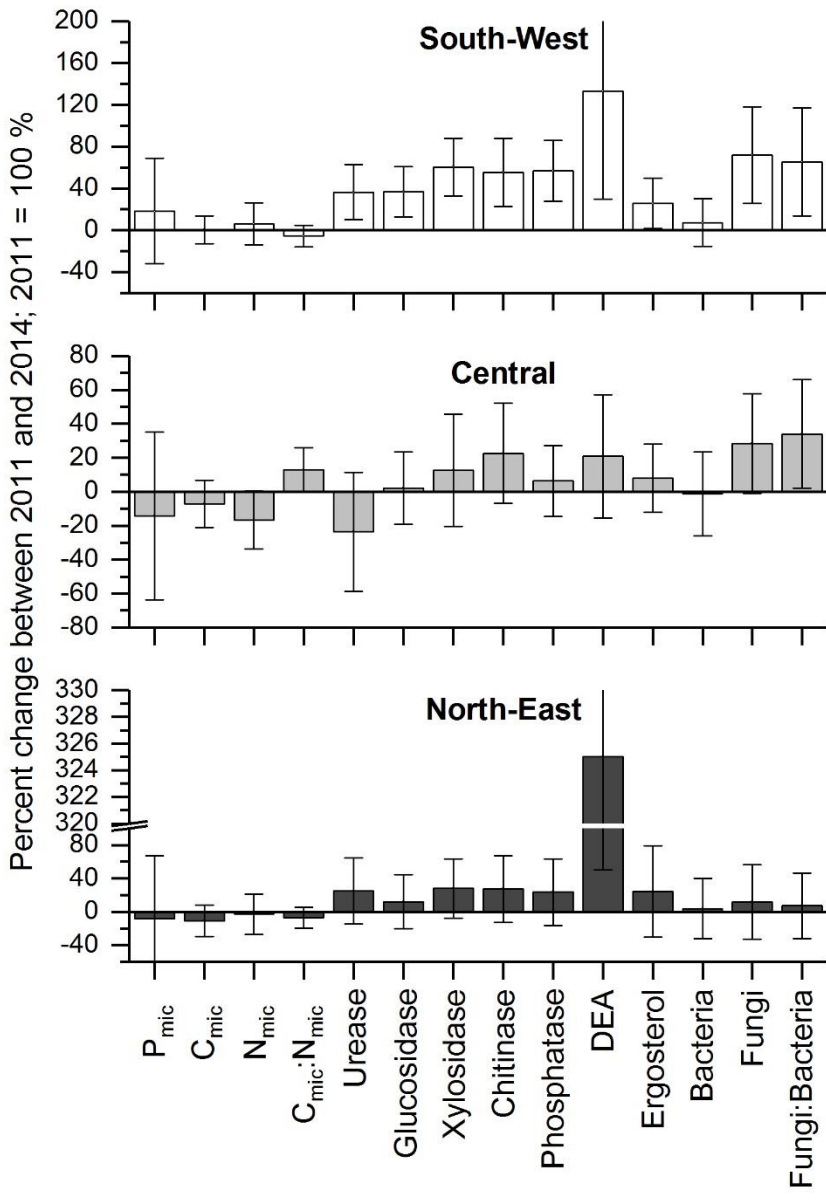 Percent change between 2011 and 2014; 2011 = 100 %
South-West
200
160
120
80
40
0
-40
Central
80
60
40
20
0
-20
-40
-60
-80
North-East
330
328
326
324
322
320
80
40
0
-40
Pmic
Cmic
Nmic
Cmic:Nmic
Urease
Glucosidase
Xylosidase
Chitinase
Phosphatase
DEA
Ergosterol
Bacteria
Fungi
Fungi:Bacteria